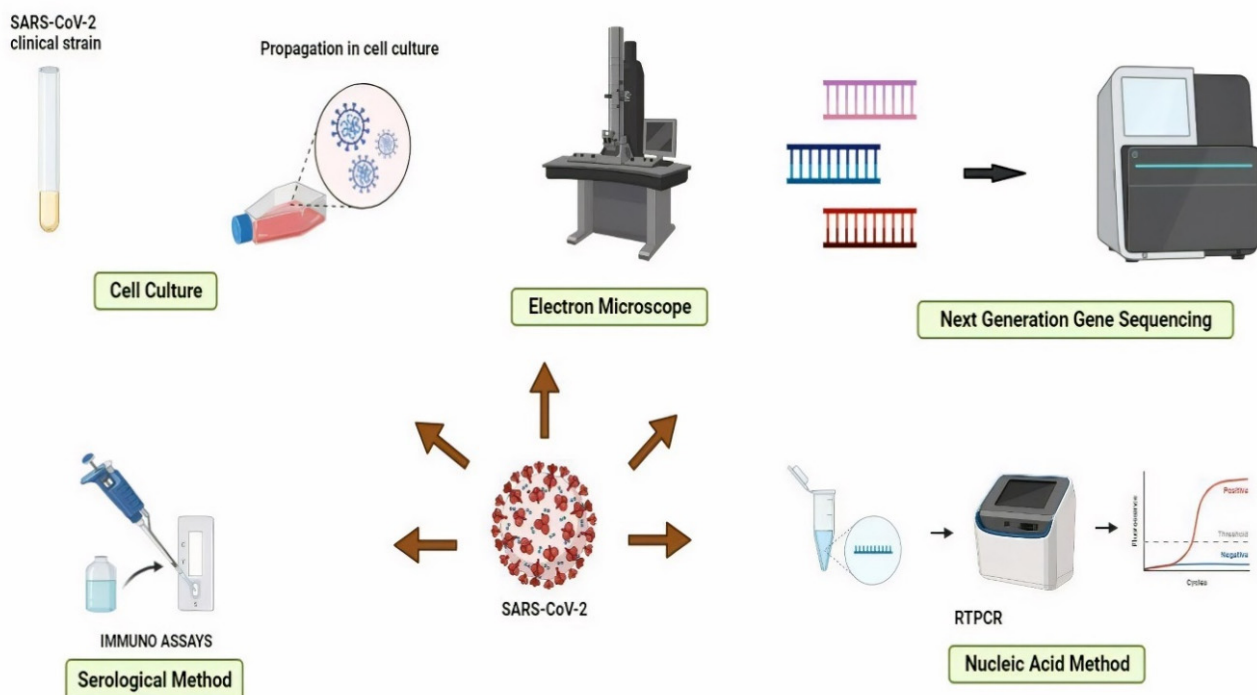 SARS-CoV-2
clinical strain
Propagation in cell culture
Cell Culture
Electron Microscope
Next Generation Gene Sequencing
SARS-CoV-2
IMMUNO ASSAYS
Serological Method
RTPCR
Nucleic Acid Method
Fluorescence
Positive
Threshold
Negative
Cycles
C
S